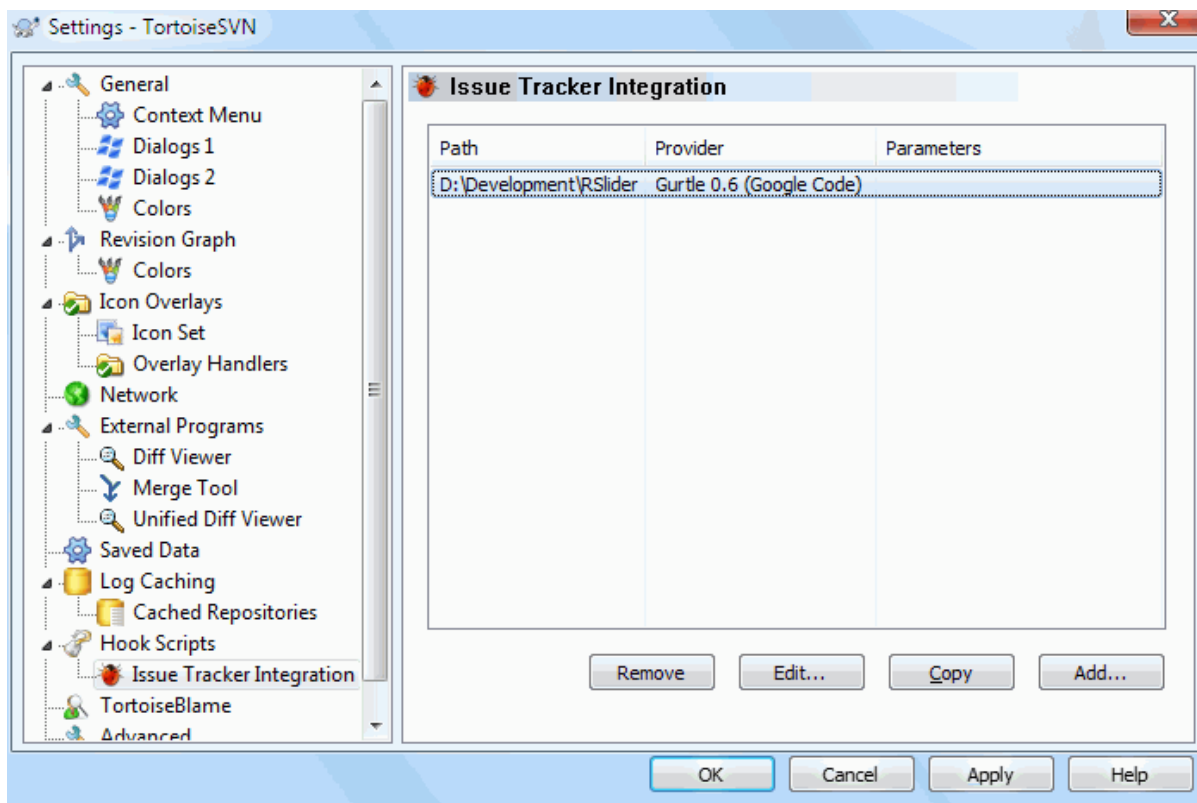 Settings - TortoiseSVN
General
Context Menu
Dialogs 1
Dialogs 2
Colors
Revision Graph
Colors
Icon Overlays
Icon Set
Overlay Handlers
Network
External Programs
Diff Viewer
Merge Tool
Unified Diff Viewer
Saved Data
Log Caching
Cached Repositories
Hook Scripts
Issue Tracker Integration
TortoiseBlame
Advanced
Issue Tracker Integration
Path Provider Parameters
D:\Development\RSlider Gurtle 0.6 (Google Code)
Remove Edit... Copy Add...
OK Cancel Apply Help